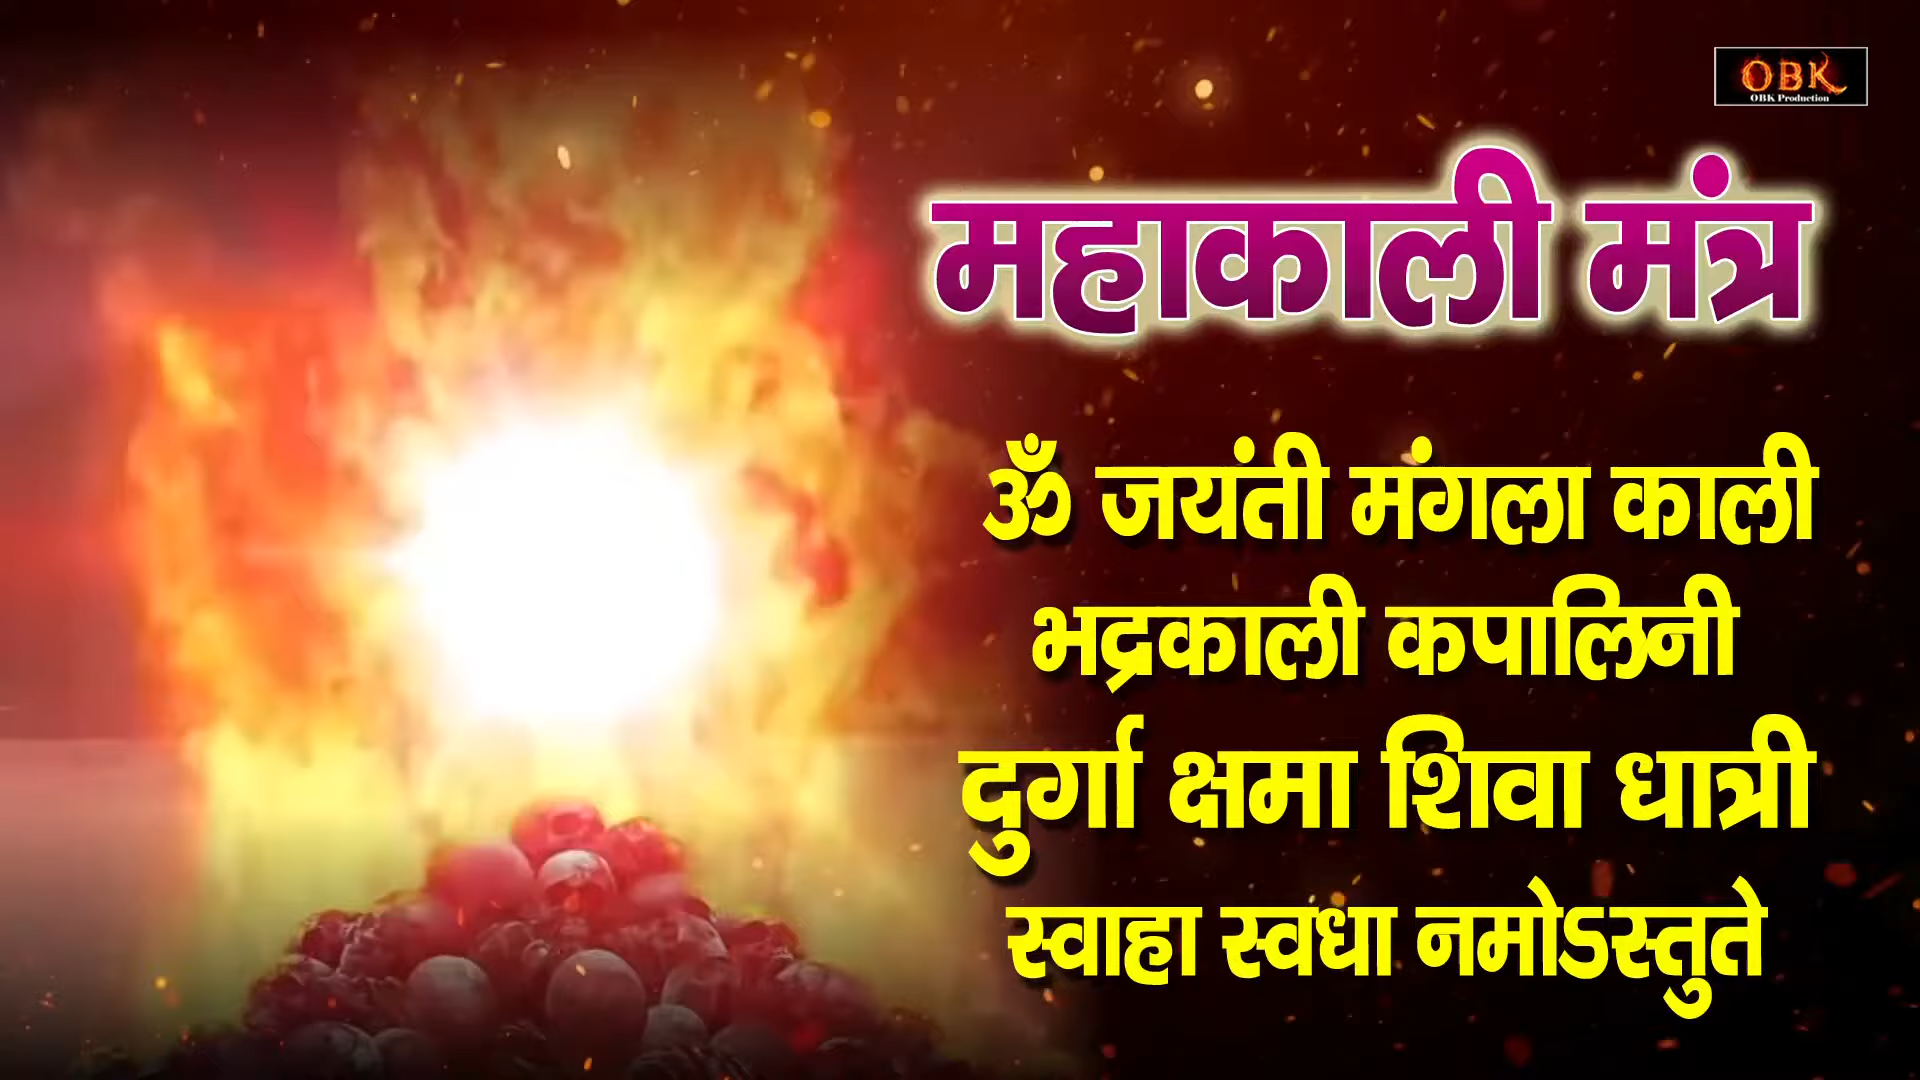 OBK
OBK Production
महाकाली मंत्र
ॐ जयंती मंगला काली
भद्रकाली कपालिनी
दुर्गा क्षमा शिवा धात्री
स्वाहा स्वधा नमोऽस्तुते